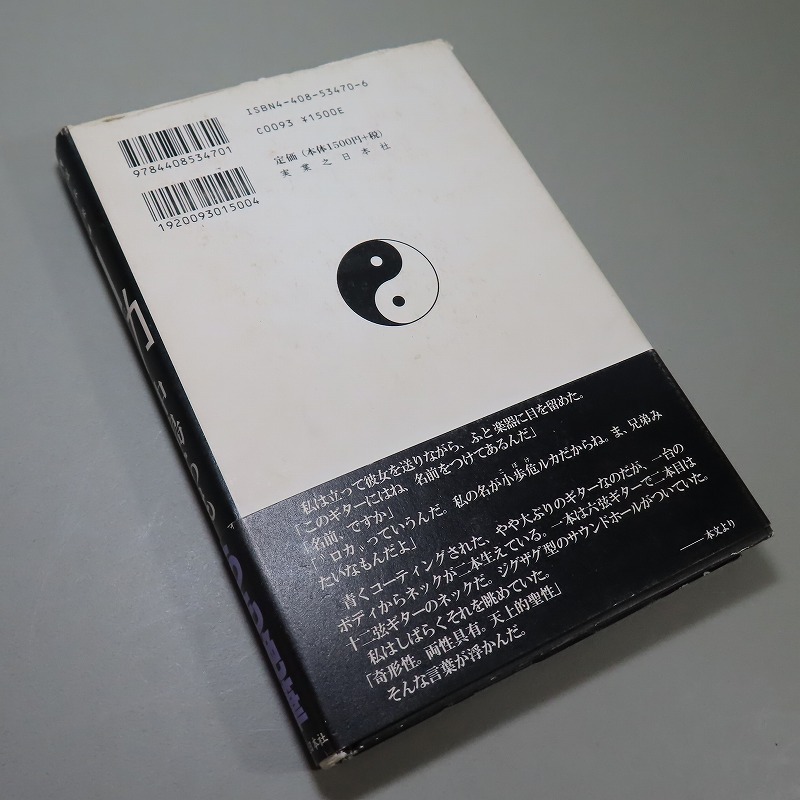 ISBN4-408-53470-6
C0093 ¥1500E
定価（本体1500円+税）
実業之日本社
9784408534701
1920093015004
私は立って彼女を送りながら、ふと楽器に目を留めた。
「このギターにはね、名前をつけてあるんだ」
「名前、ですか」
「〝ロカ〟っていうんだ。私の名が小歩危ルカだからね。ま、兄弟み
たいなもんだよ」
青くコーティングされた、やや大ぶりのギターなのだが、一台の
ボディからネックが二本生えている。一本は六弦ギターで二本目は
十二弦ギターのネックだ。ジグザグ型のサウンドホールがついていた。
私はしばらくそれを眺めていた。
「奇形性。両性具有。天上的聖性」
そんな言葉が浮かんだ。
――本文より